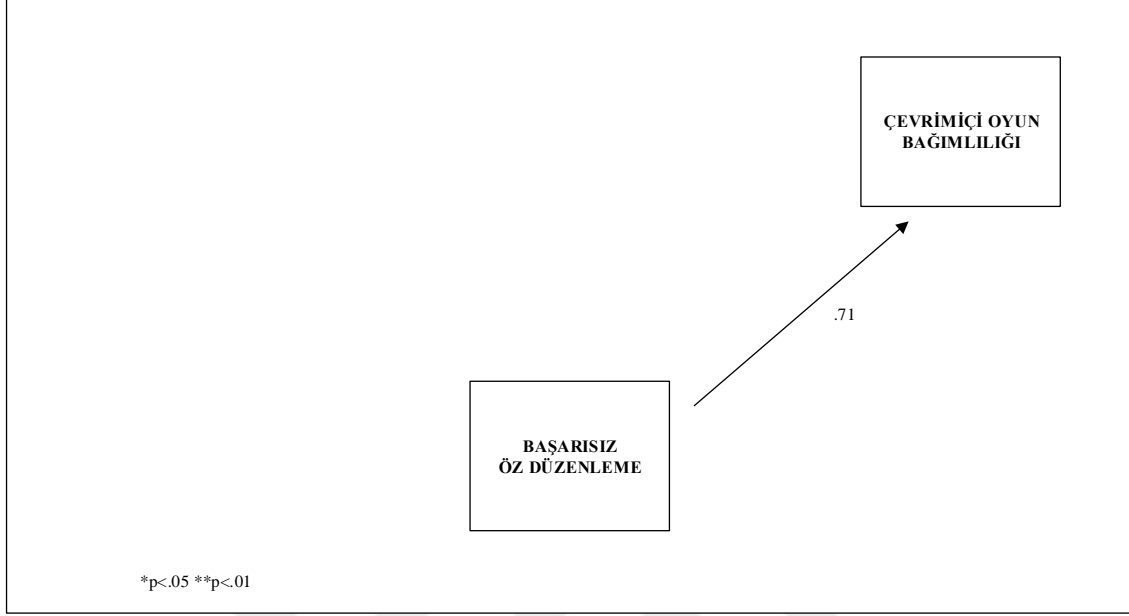 ÇEVRİMİÇİ OYUN
BAĞIMLILIĞI
.71
BAŞARISIZ
ÖZ DÜZENLEME
*p<.05 **p<.01